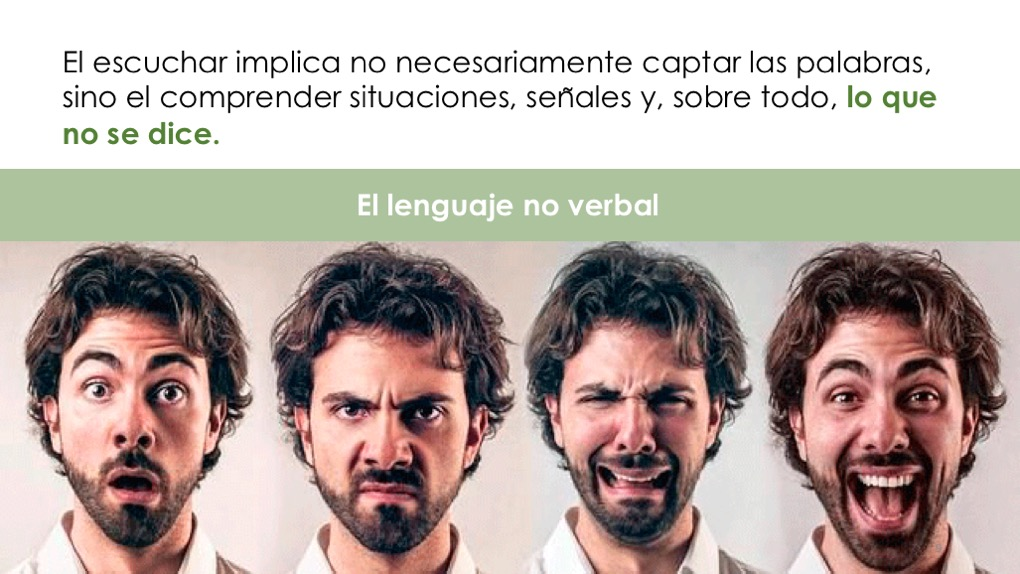 El escuchar implica no necesariamente captar las palabras,
sino el comprender situaciones, señales y, sobre todo, lo que
no se dice.
El lenguaje no verbal